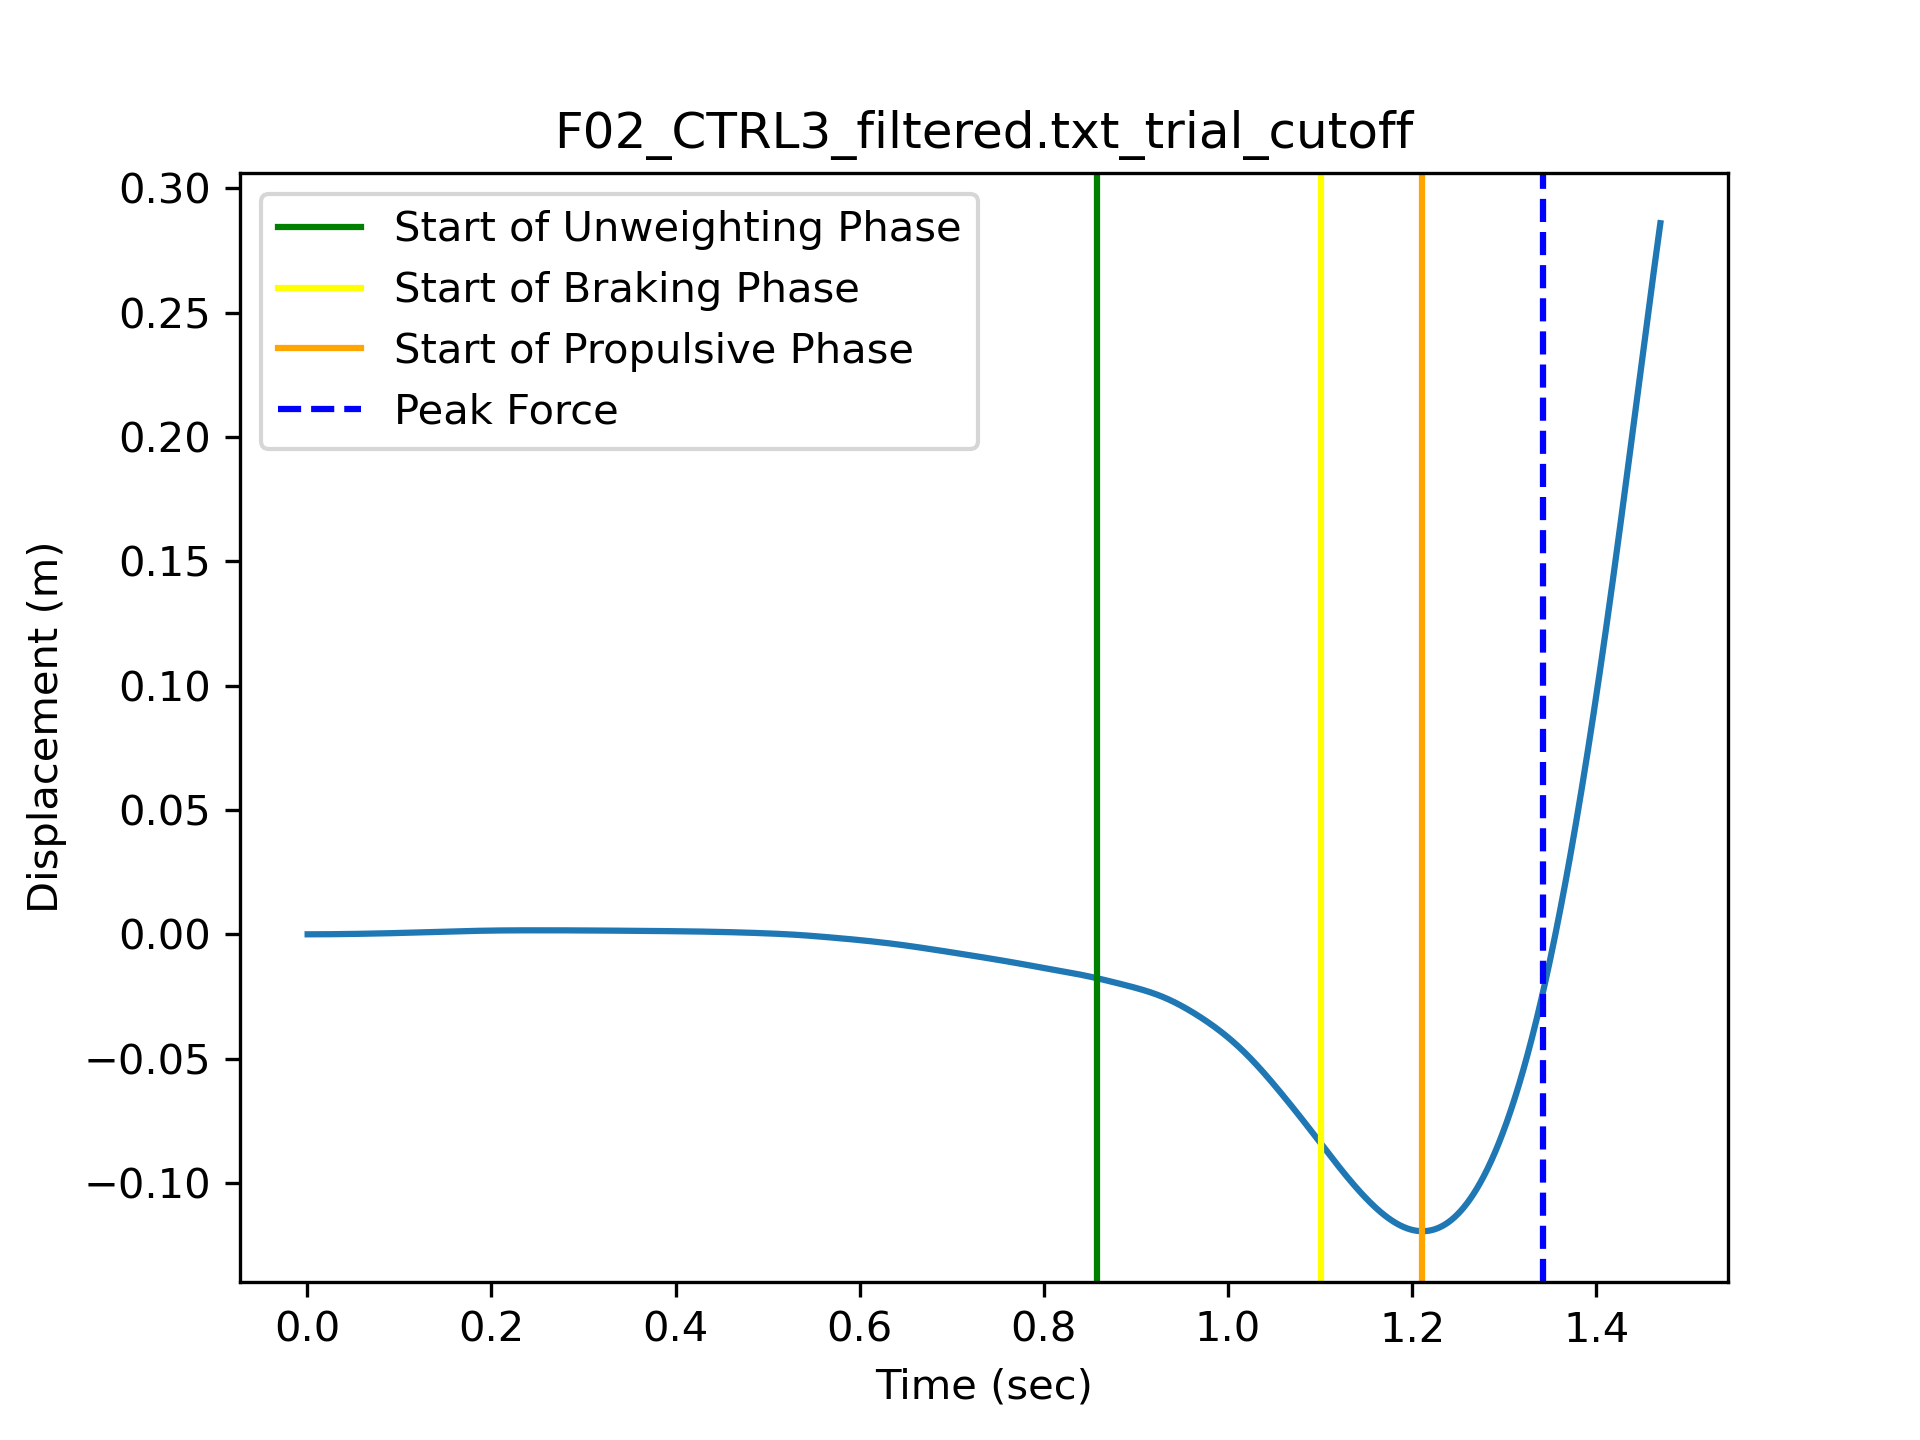 F02_CTRL3_filtered.txt_trial_cutoff
Start of Unweighting Phase
Start of Braking Phase
Start of Propulsive Phase
Peak Force
0.30
0.25
0.20
0.15
0.10
0.05
0.00
−0.05
−0.10
Displacement (m)
0.0 0.2 0.4 0.6 0.8 1.0 1.2 1.4
Time (sec)